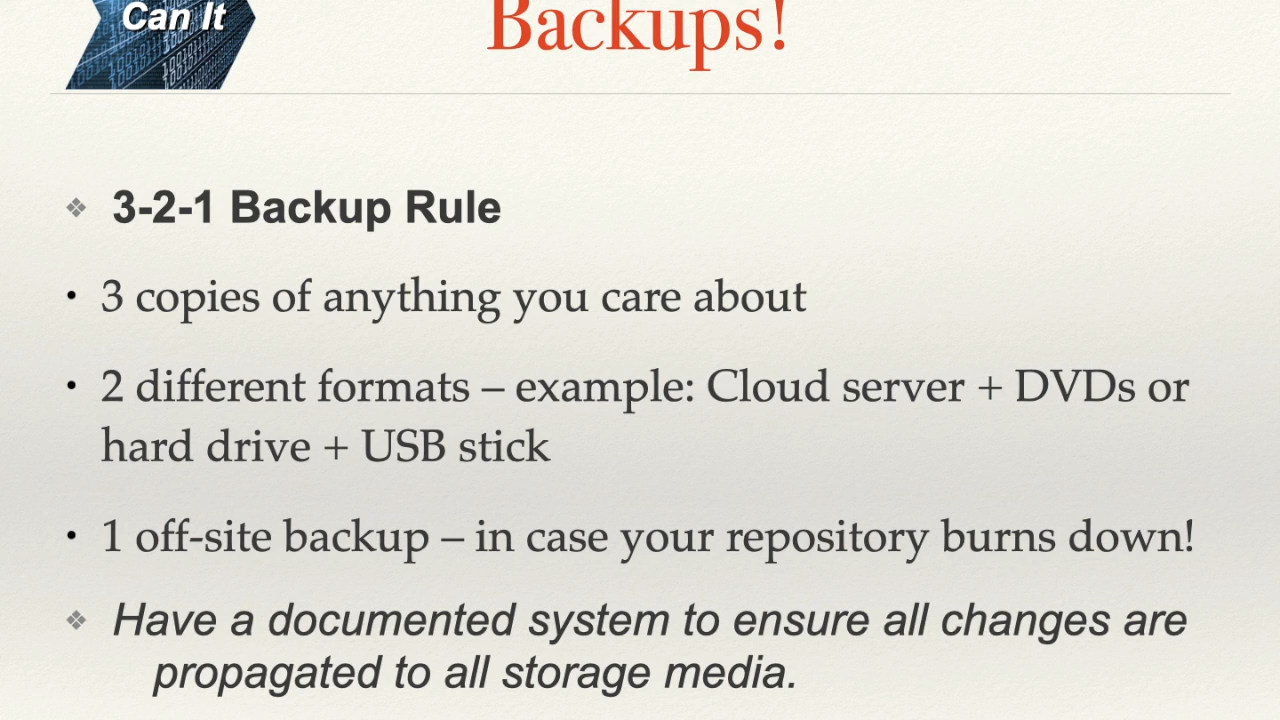 Can It
Backups!
❖ 3-2-1 Backup Rule
• 3 copies of anything you care about
• 2 different formats – example: Cloud server + DVDs or
hard drive + USB stick
• 1 off-site backup – in case your repository burns down!
❖ Have a documented system to ensure all changes are
propagated to all storage media.